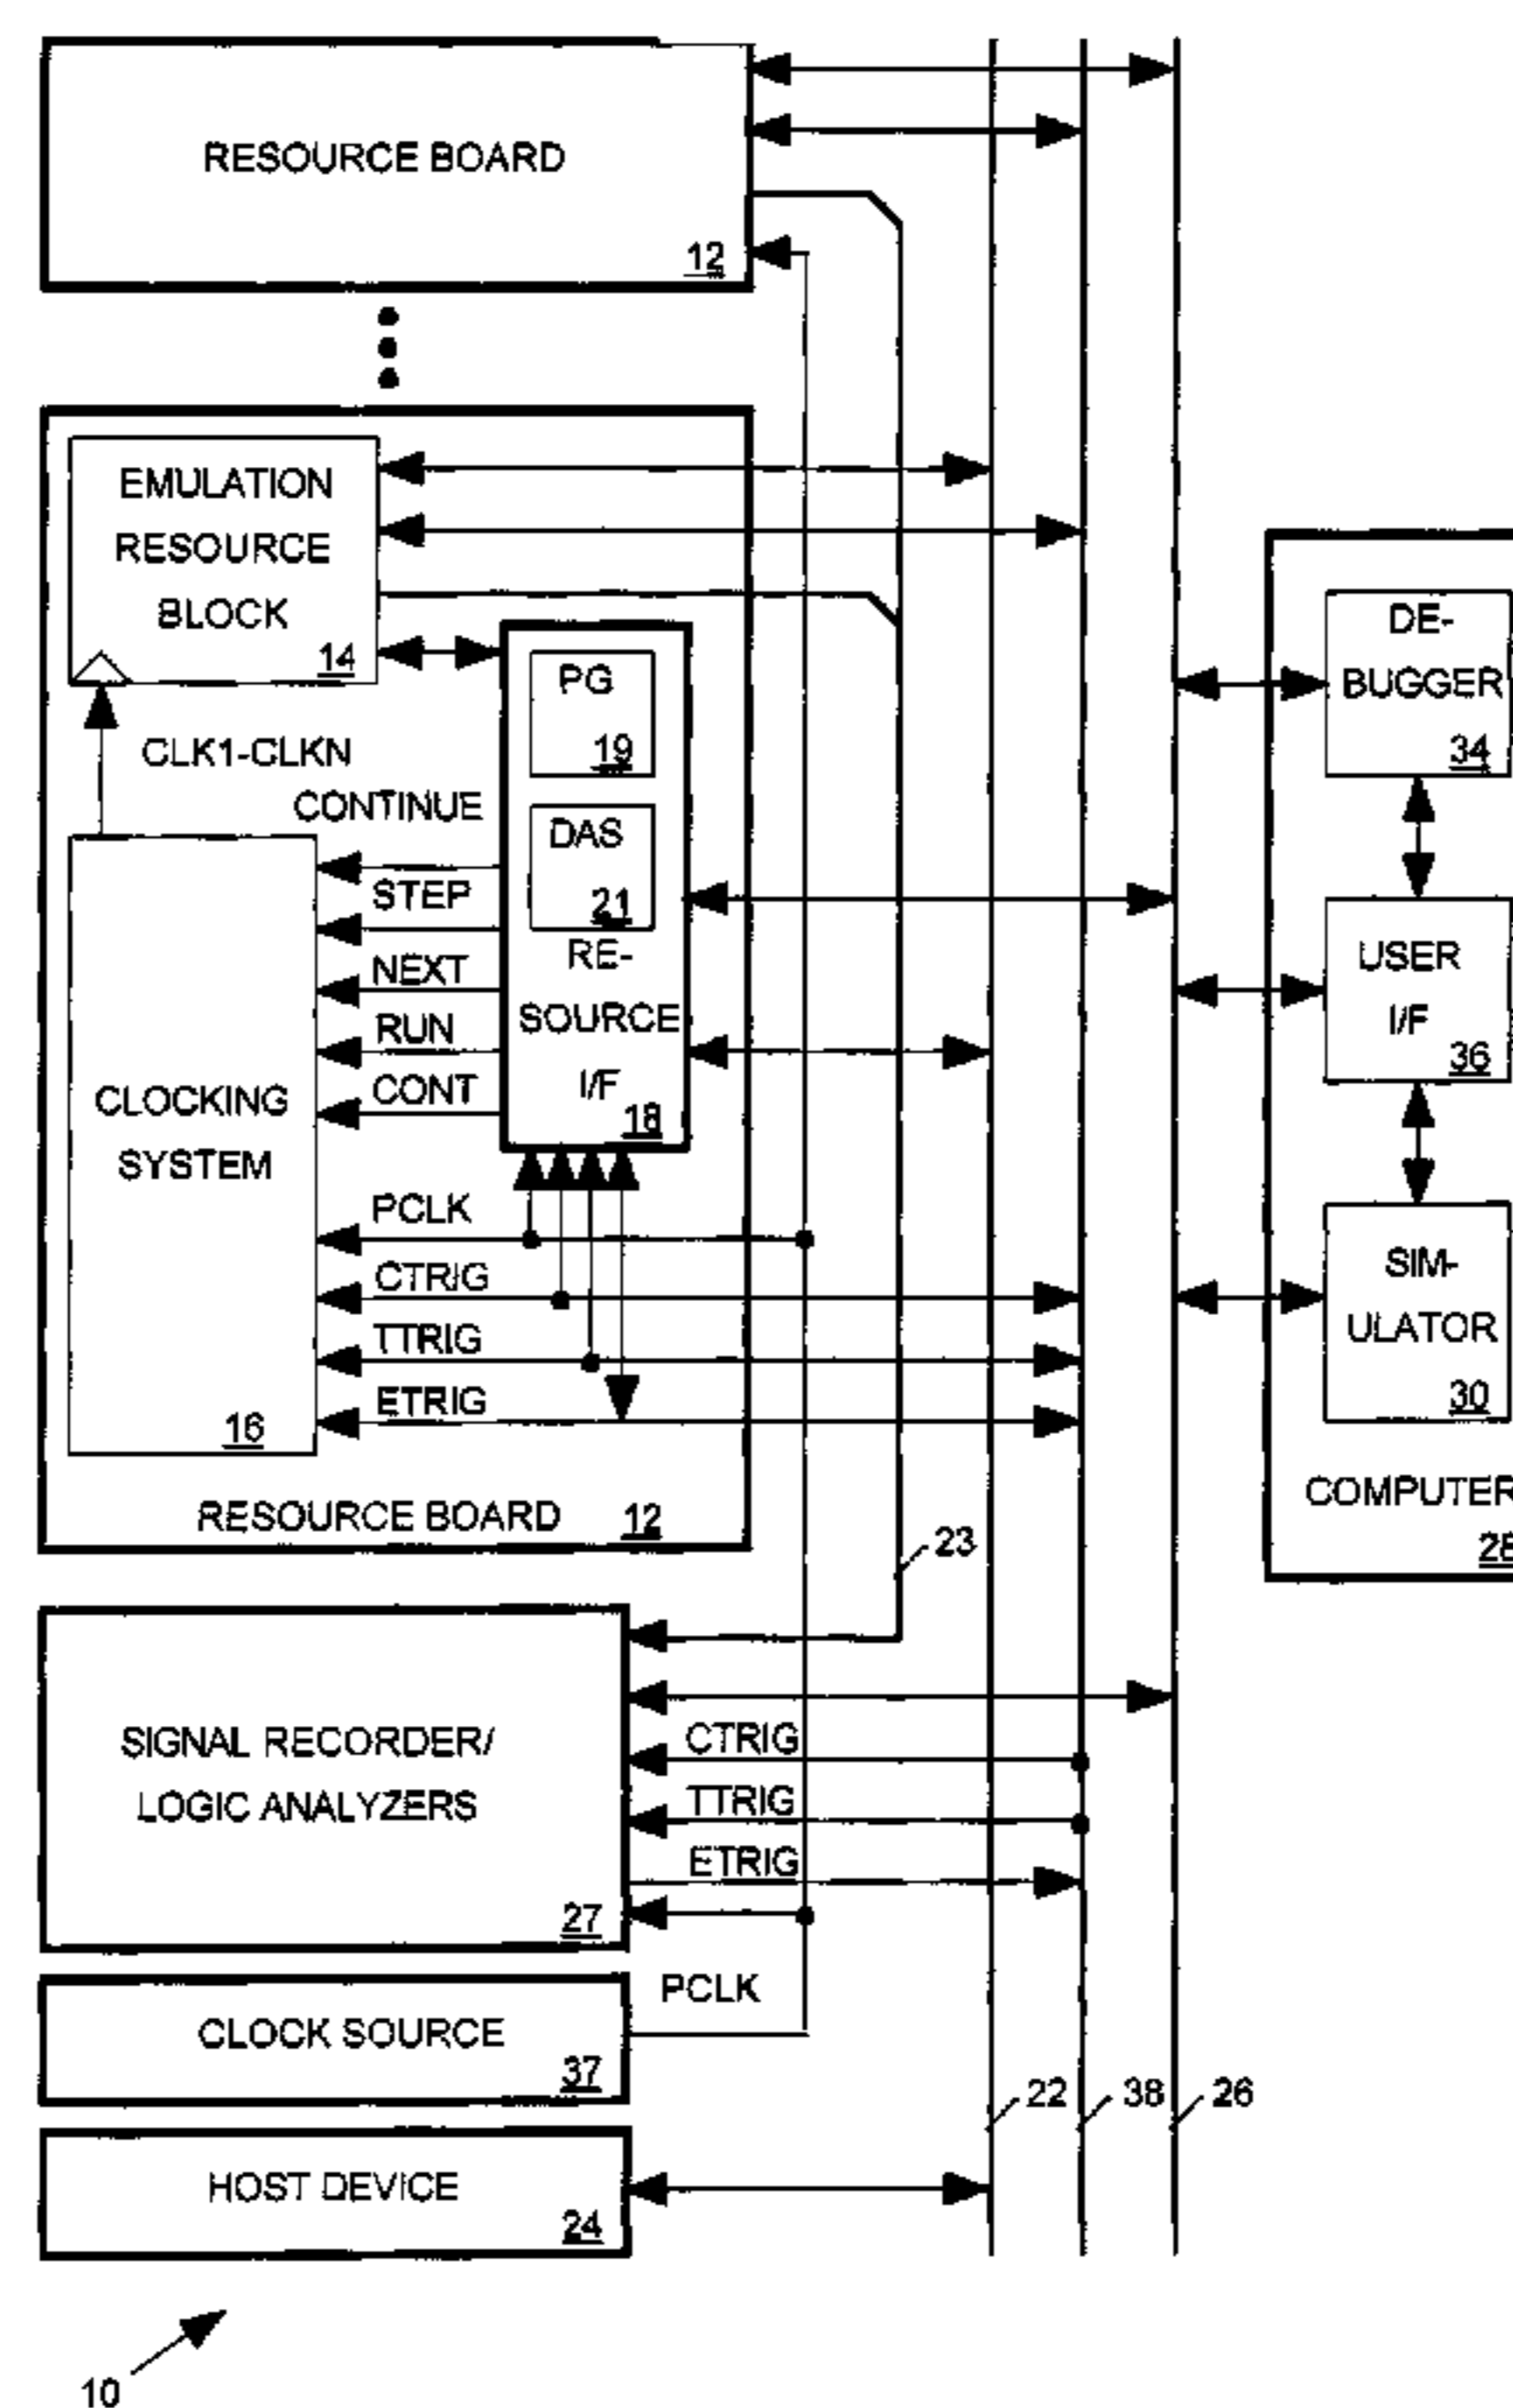 RESOURCE BOARD
12
EMULATION
RESOURCE
BLOCK
14
PG
19
CLK1-CLKN
CONTINUE
DAS
21
STEP
NEXT
RUN
CONT
RE-
SOURCE
I/F
18
CLOCKING
SYSTEM
PCLK
CTRIG
TTRIG
ETRIG
16
RESOURCE BOARD
12
DE-
BUGGER
34
USER
I/F
36
SIM-
ULATOR
30
COMPUTER
28
23
SIGNAL RECORDER/
LOGIC ANALYZERS
27
CTRIG
TTRIG
ETRIG
PCLK
CLOCK SOURCE
37
22
38
26
HOST DEVICE
24
10